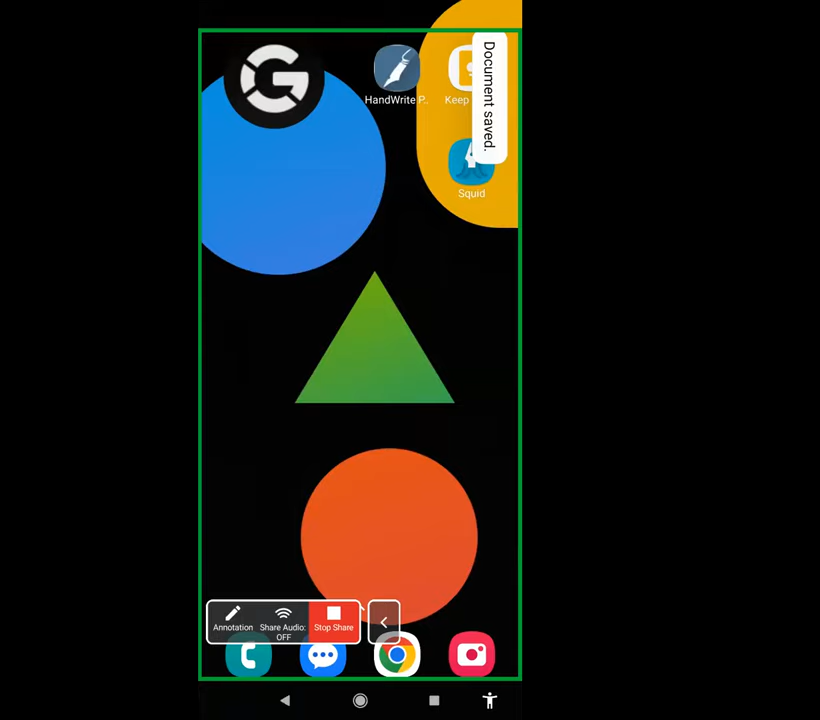 Document saved.
HandWrite P..
Keep
Squid
Annotation
Share Audio:
OFF
Stop Share